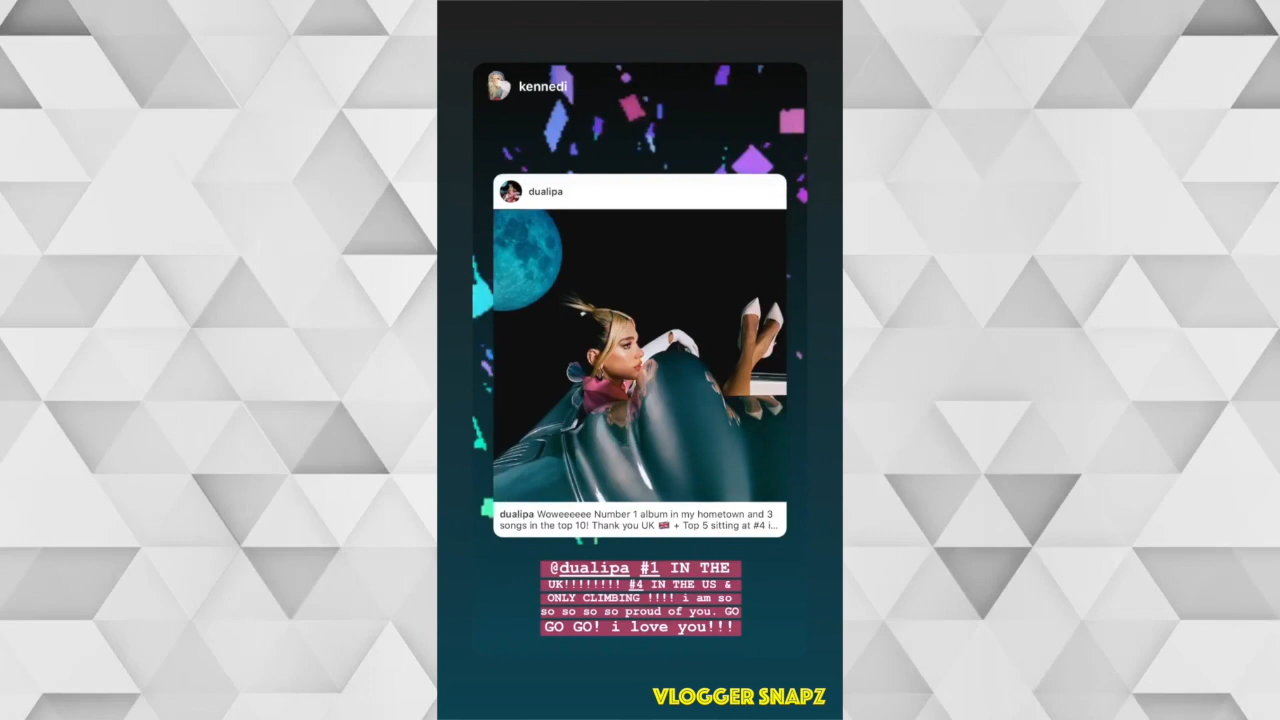 kennedi
dualipa
dualipa Woweeeeee Number 1 album in my hometown and 3
songs in the top 10! Thank you UK 🇬🇧 + Top 5 sitting at #4 i...
@dualipa #1 IN THE
UK!!!!!!!! #4 IN THE US &
ONLY CLIMBING !!!! i am so
so so so so proud of you. GO
GO GO! i love you!!!
VLOGGER SNAPZ